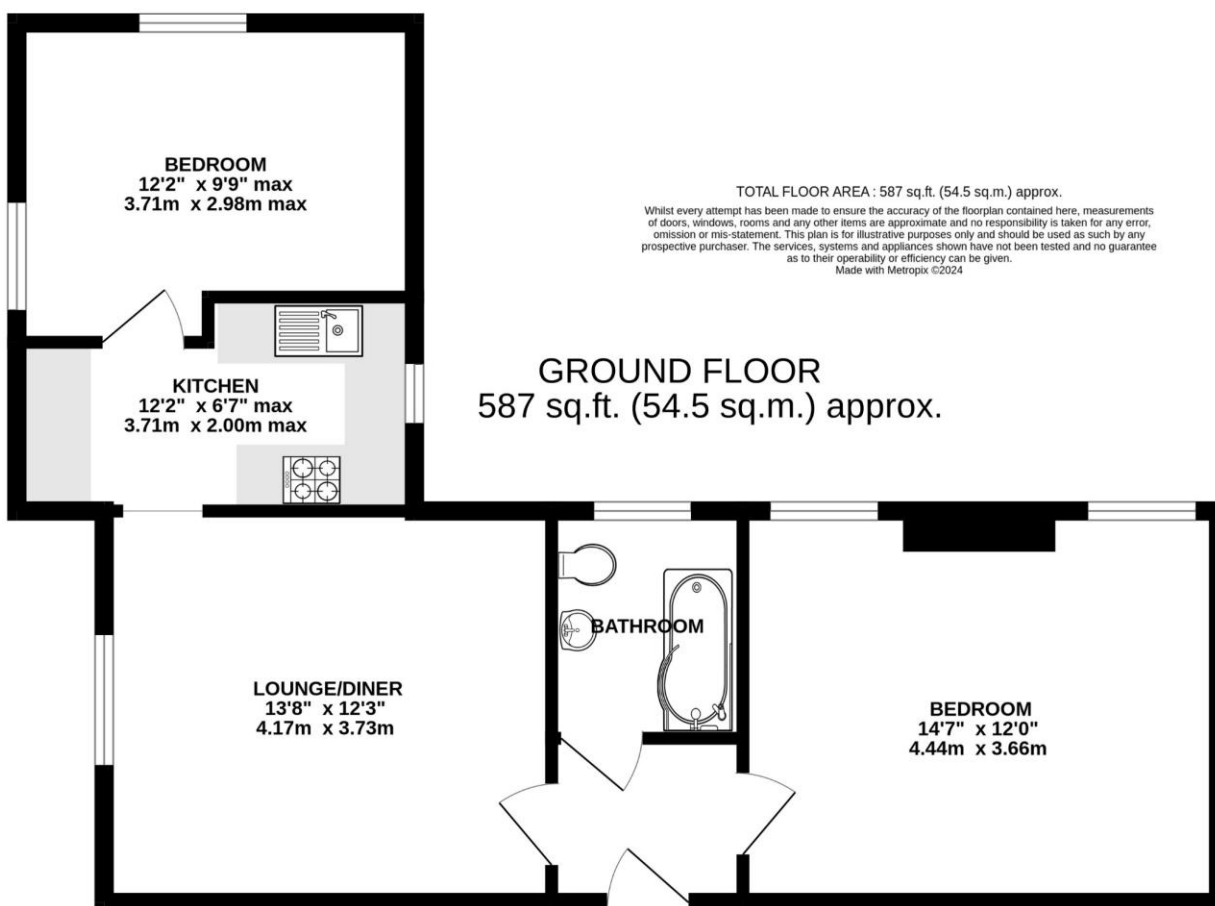 BEDROOM
12'2" x 9'9" max
3.71m x 2.98m max
TOTAL FLOOR AREA : 587 sq.ft. (54.5 sq.m.) approx.
Whilst every attempt has been made to ensure the accuracy of the floorplan contained here, measurements
of doors, windows, rooms and any other items are approximate and no responsibility is taken for any error,
omission or mis-statement. This plan is for illustrative purposes only and should be used as such by any
prospective purchaser. The services, systems and appliances shown have not been tested and no guarantee
as to their operability or efficiency can be given.
Made with Metropix ©2024
KITCHEN
12'2" x 6'7" max
3.71m x 2.00m max
GROUND FLOOR
587 sq.ft. (54.5 sq.m.) approx.
BATHROOM
LOUNGE/DINER
13'8" x 12'3"
4.17m x 3.73m
BEDROOM
14'7" x 12'0"
4.44m x 3.66m